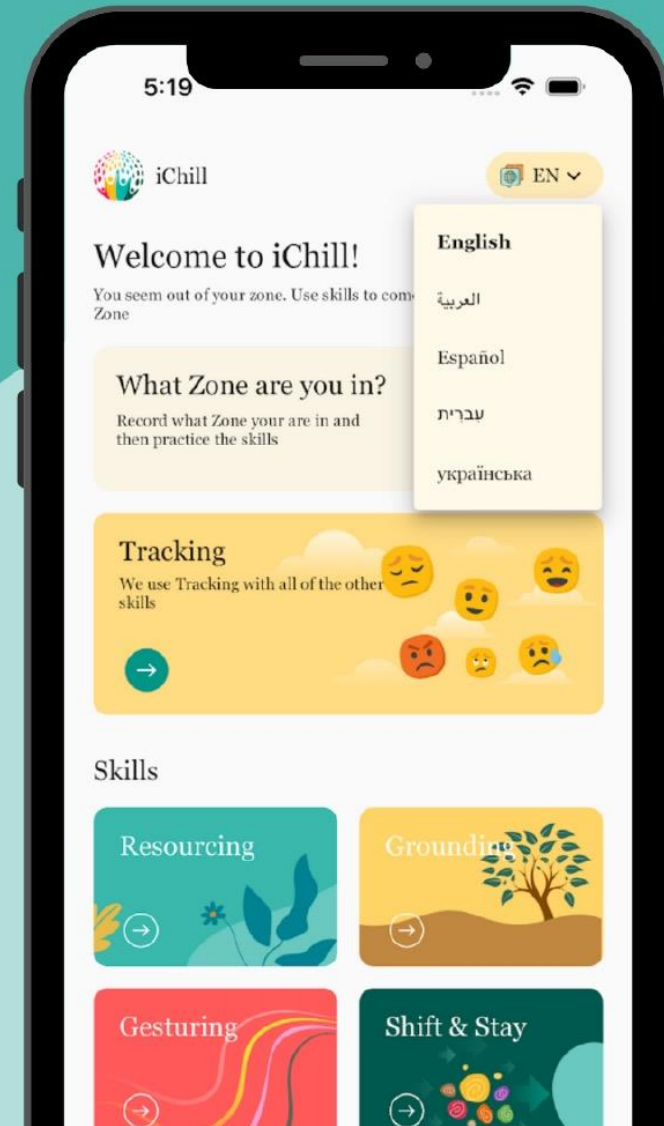 5:19
iChill
EN
Welcome to iChill!
You seem out of your zone. Use skills to com
Zone
English
العربية
Español
עברית
українська
What Zone are you in?
Record what Zone your are in and
then practice the skills
Tracking
We use Tracking with all of the other
skills
Skills
Resourcing
Grounding
Gesturing
Shift & Stay